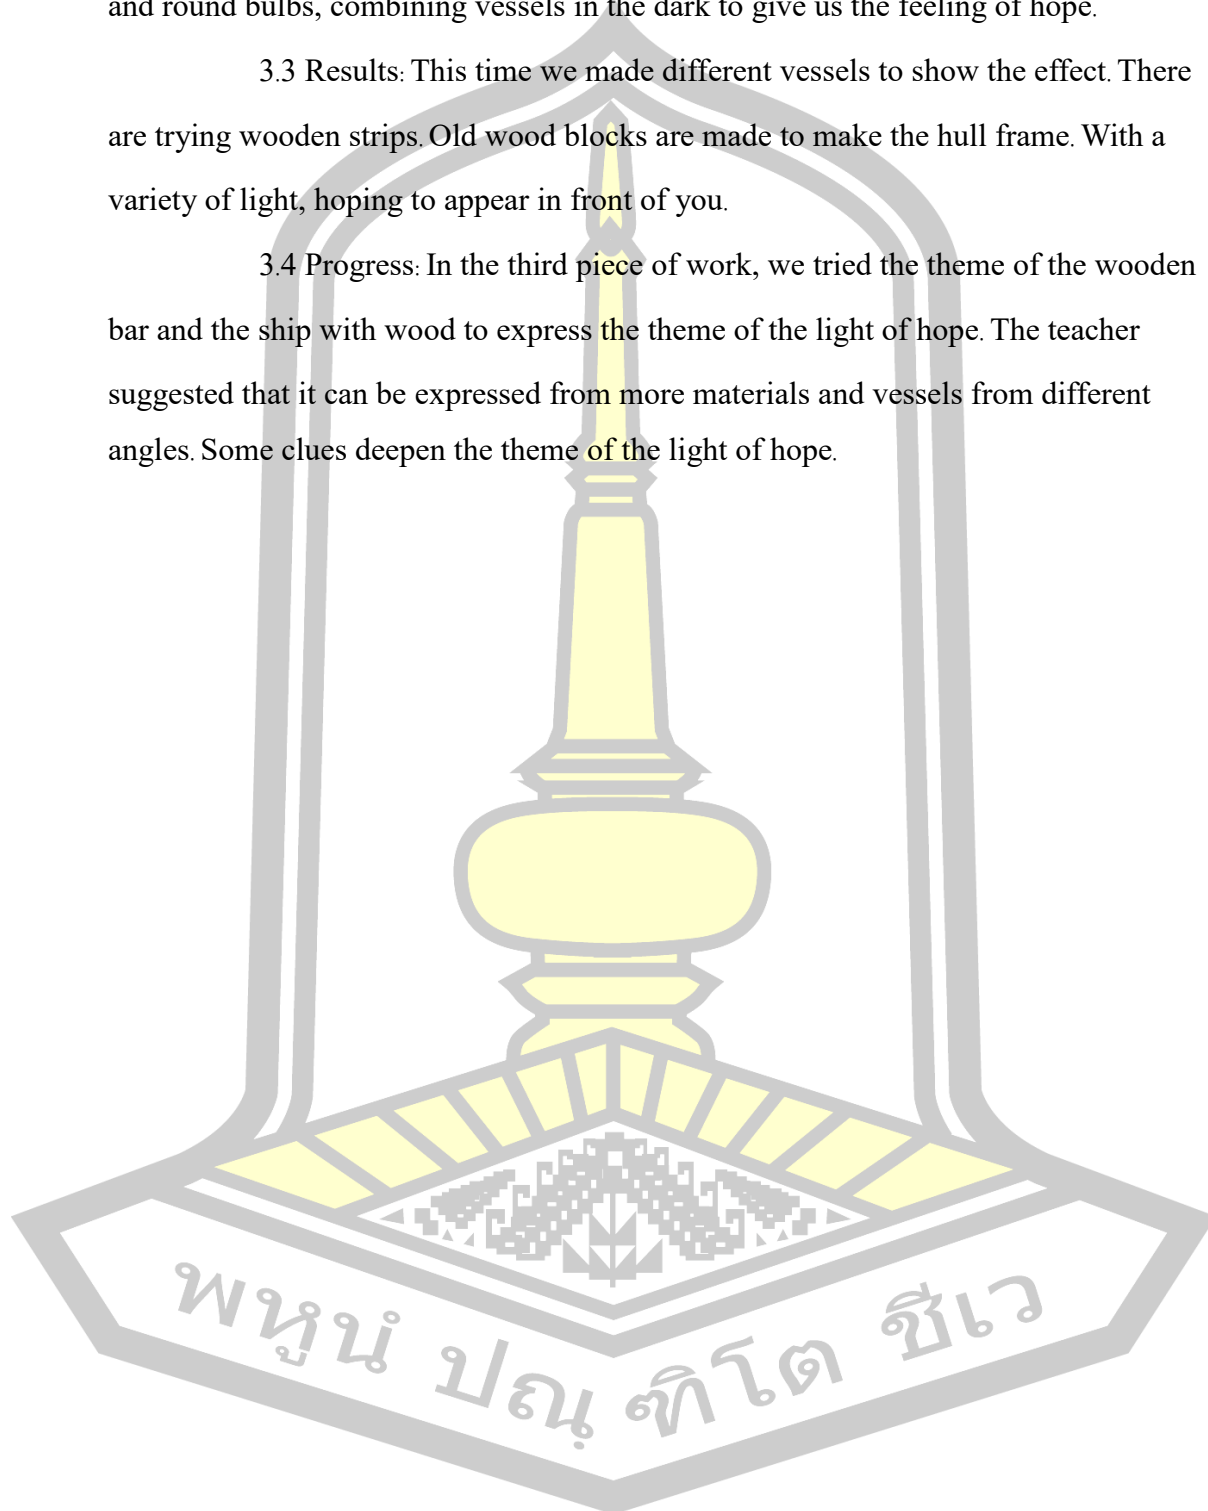 and round bulbs, combining vessels in the dark to give us the feeling of hope.
3.3 Results: This time we made different vessels to show the effect. There
are trying wooden strips. Old wood blocks are made to make the hull frame. With a
variety of light, hoping to appear in front of you.
3.4 Progress: In the third piece of work, we tried the theme of the wooden
bar and the ship with wood to express the theme of the light of hope. The teacher
suggested that it can be expressed from more materials and vessels from different
angles. Some clues deepen the theme of the light of hope.
พหูนํ ปณฺ ฑิโต ชีเว